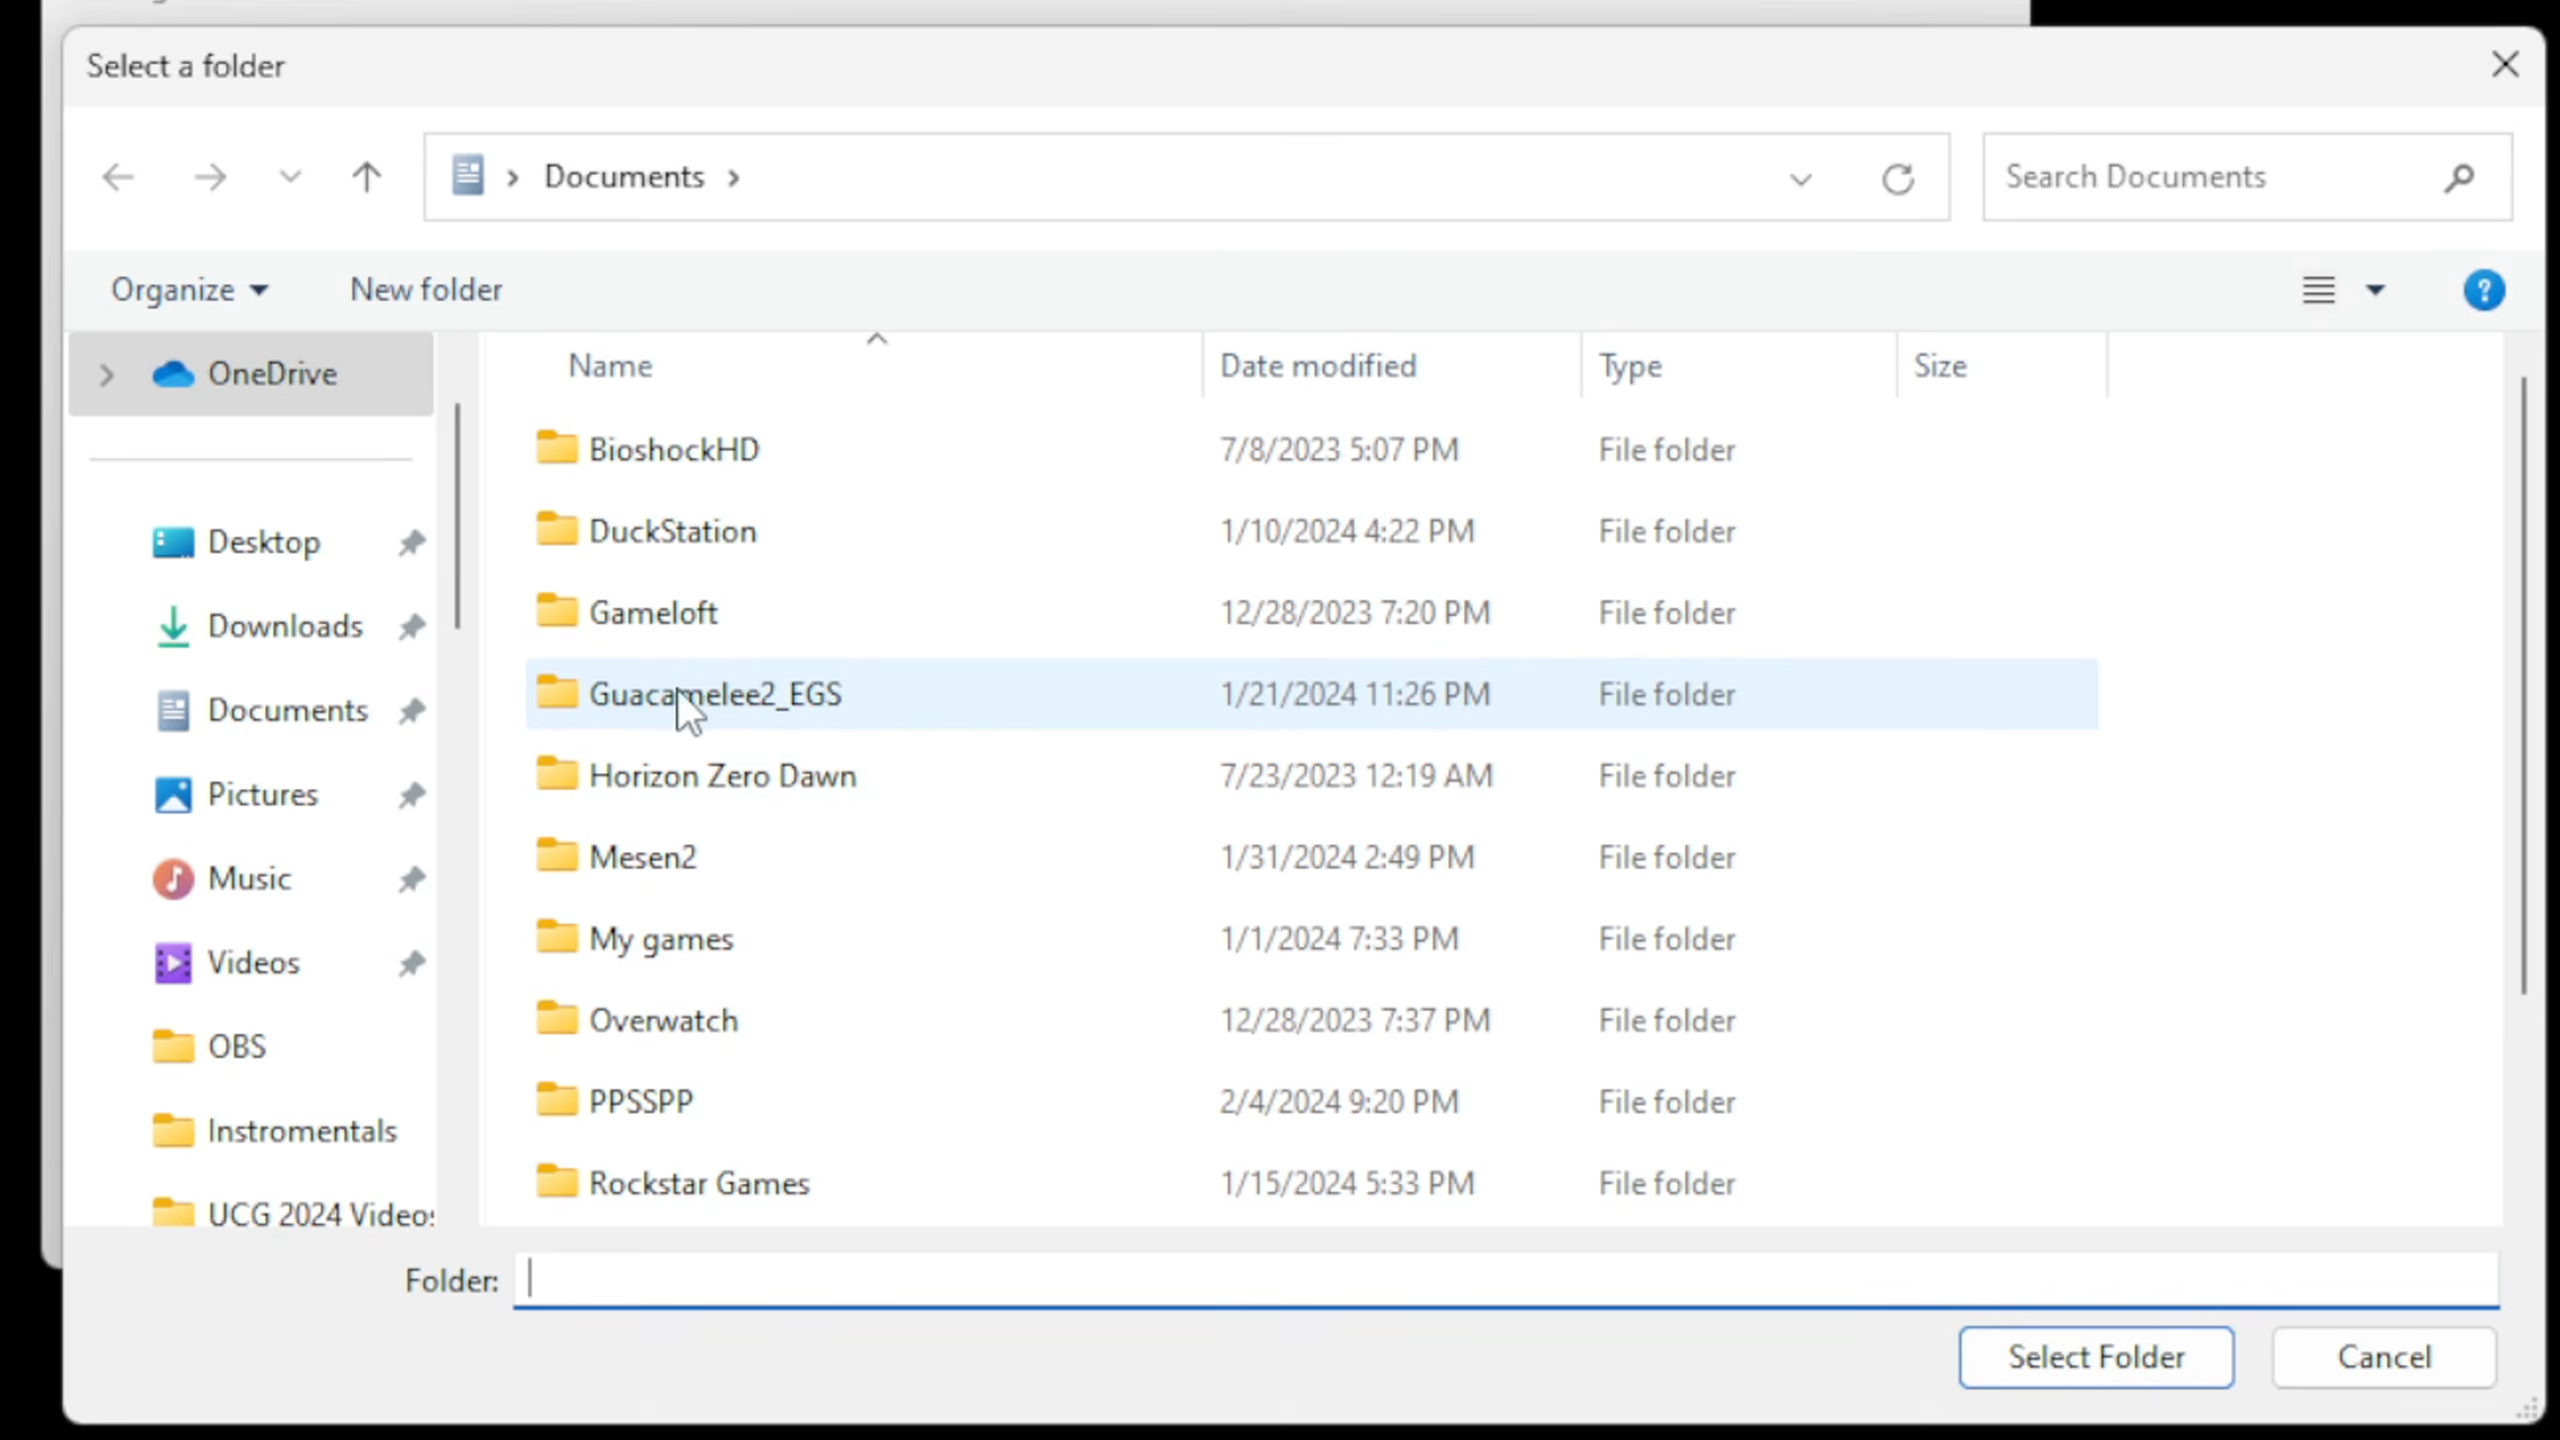 Select a folder
Documents
Search Documents
Organize
New folder
?
OneDrive
Desktop
Downloads
Documents
Pictures
Music
Videos
OBS
Instromentals
UCG 2024 Videos
Name Date modified Type Size
BioshockHD 7/8/2023 5:07 PM File folder
DuckStation 1/10/2024 4:22 PM File folder
Gameloft 12/28/2023 7:20 PM File folder
Guacamelee2_EGS 1/21/2024 11:26 PM File folder
Horizon Zero Dawn 7/23/2023 12:19 AM File folder
Mesen2 1/31/2024 2:49 PM File folder
My games 1/1/2024 7:33 PM File folder
Overwatch 12/28/2023 7:37 PM File folder
PPSSPP 2/4/2024 9:20 PM File folder
Rockstar Games 1/15/2024 5:33 PM File folder
Folder:
Select Folder
Cancel